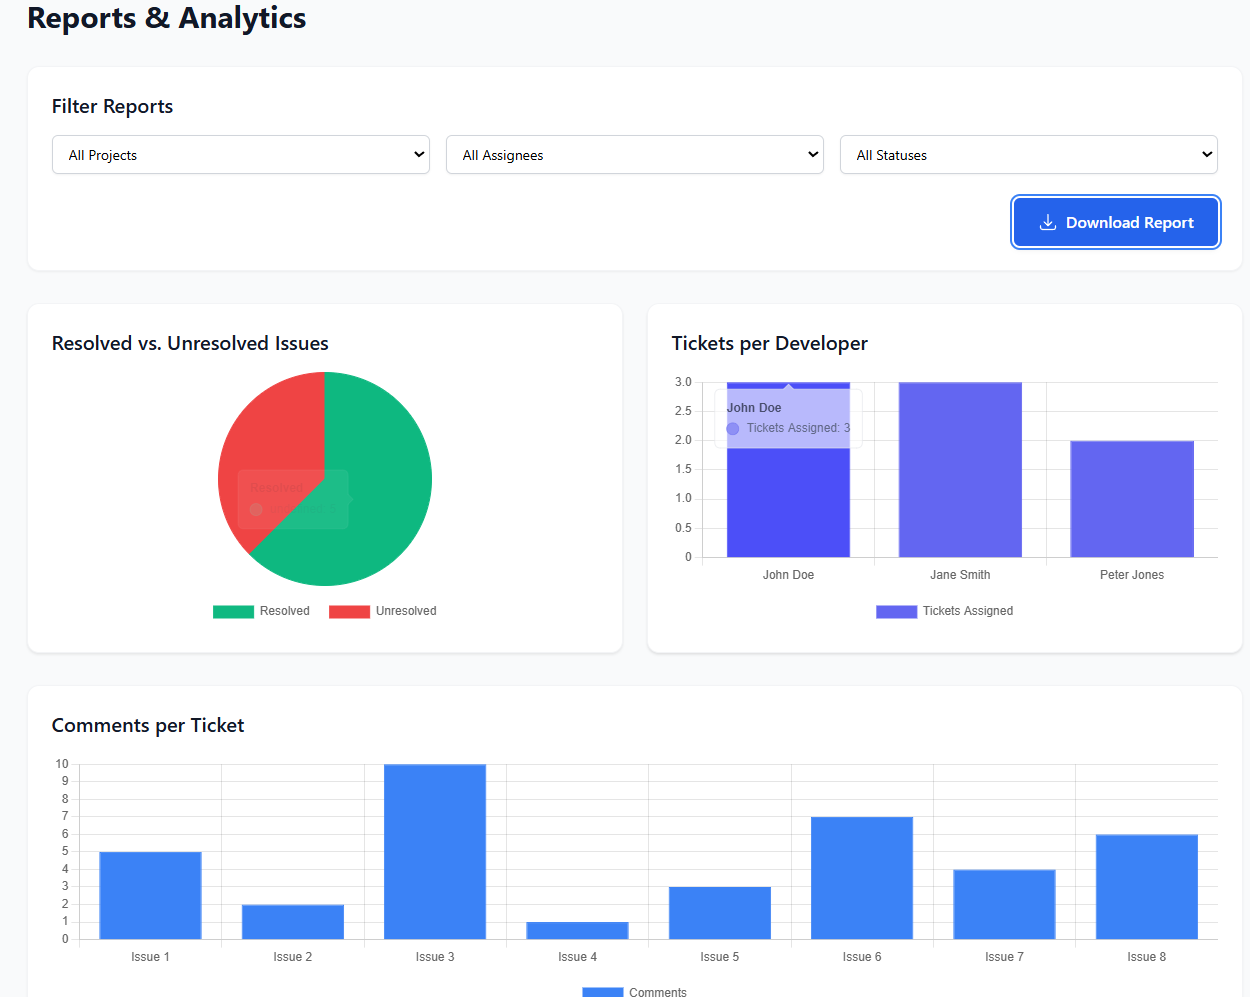 Reports & Analytics
Filter Reports
All Projects
All Assignees
All Statuses
Download Report
Resolved vs. Unresolved Issues
Resolved
Resolved
Unresolved
Tickets per Developer
3.0
2.5
2.0
1.5
1.0
0.5
0
John Doe
Tickets Assigned: 3
John Doe
Jane Smith
Peter Jones
Tickets Assigned
Comments per Ticket
10
9
8
7
6
5
4
3
2
1
0
Issue 1
Issue 2
Issue 3
Issue 4
Issue 5
Issue 6
Issue 7
Issue 8
Comments